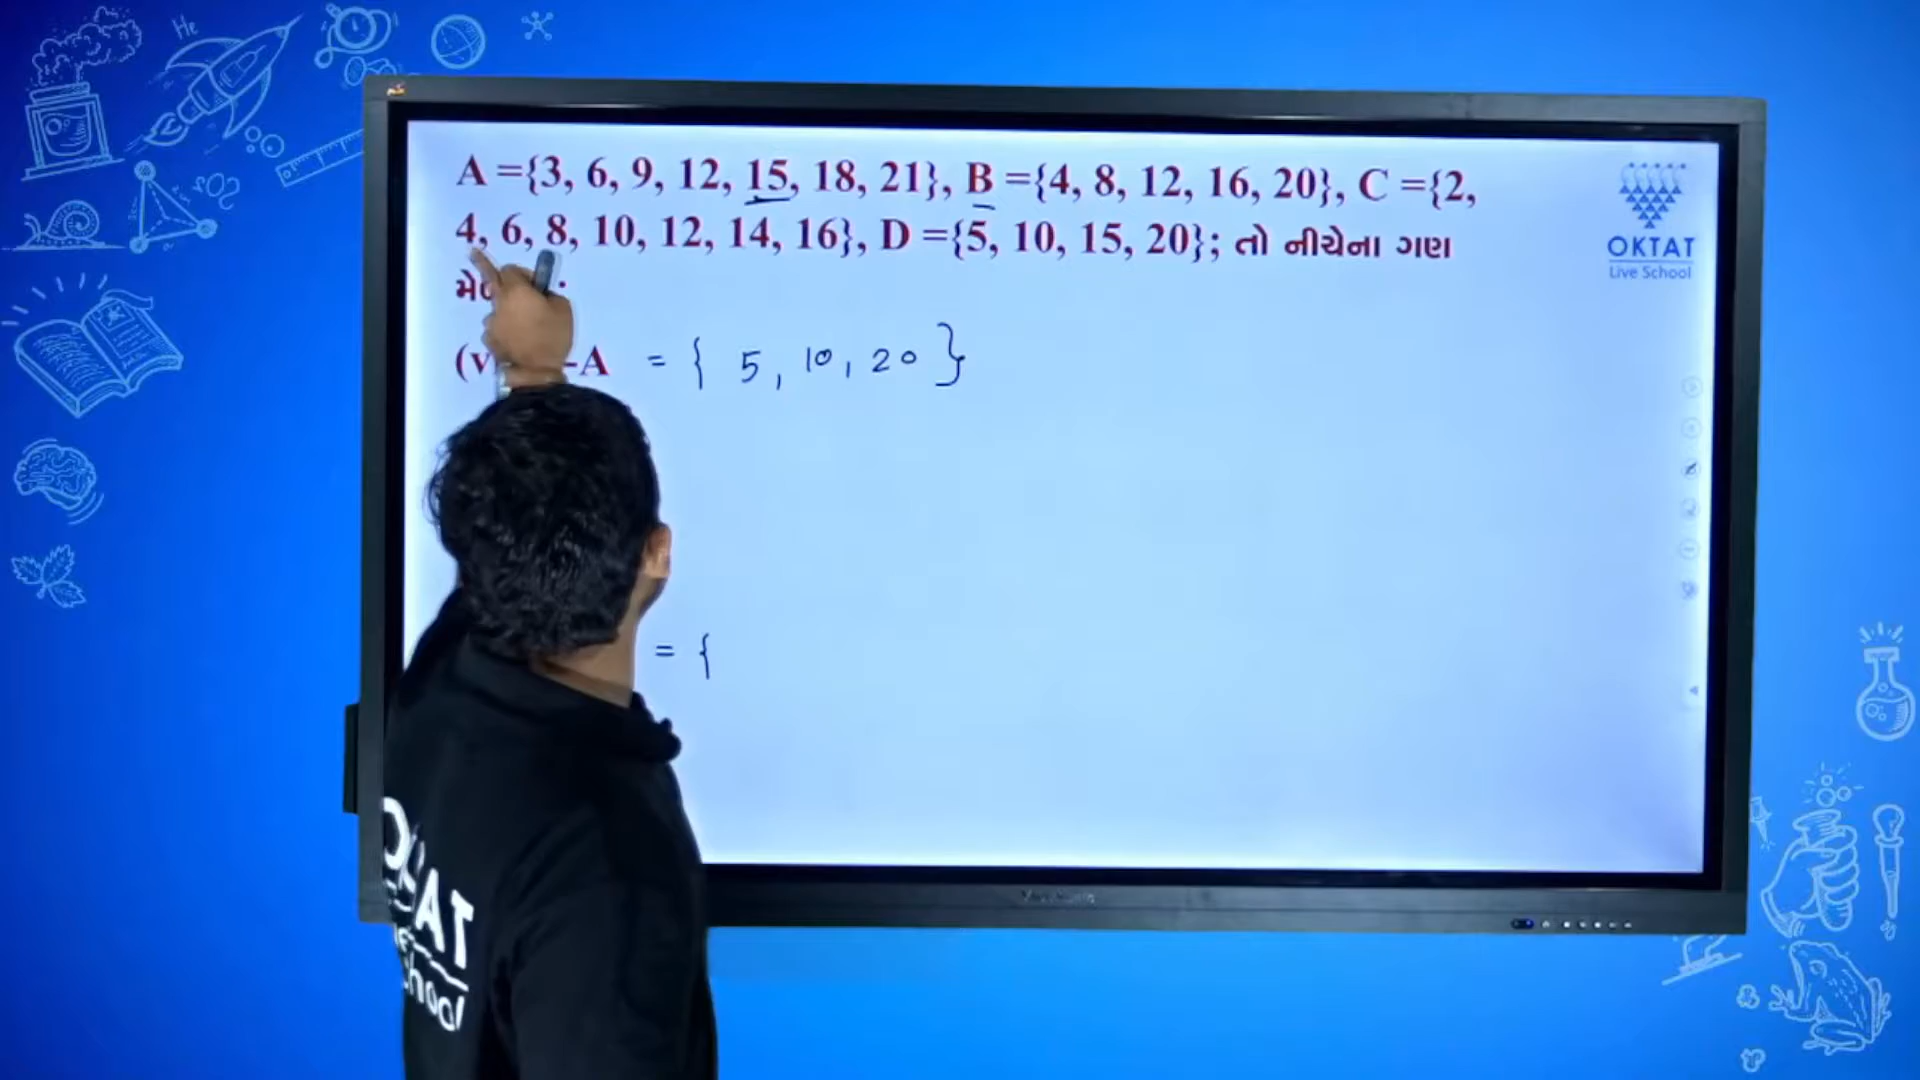 A ={3, 6, 9, 12, 15, 18, 21}, B ={4, 8, 12, 16, 20}, C ={2,
4, 6, 8, 10, 12, 14, 16}, D ={5, 10, 15, 20}; તો નીચેના ગણ
-A = { 5, 10, 20 }
= {
OKTAT
Live School
He